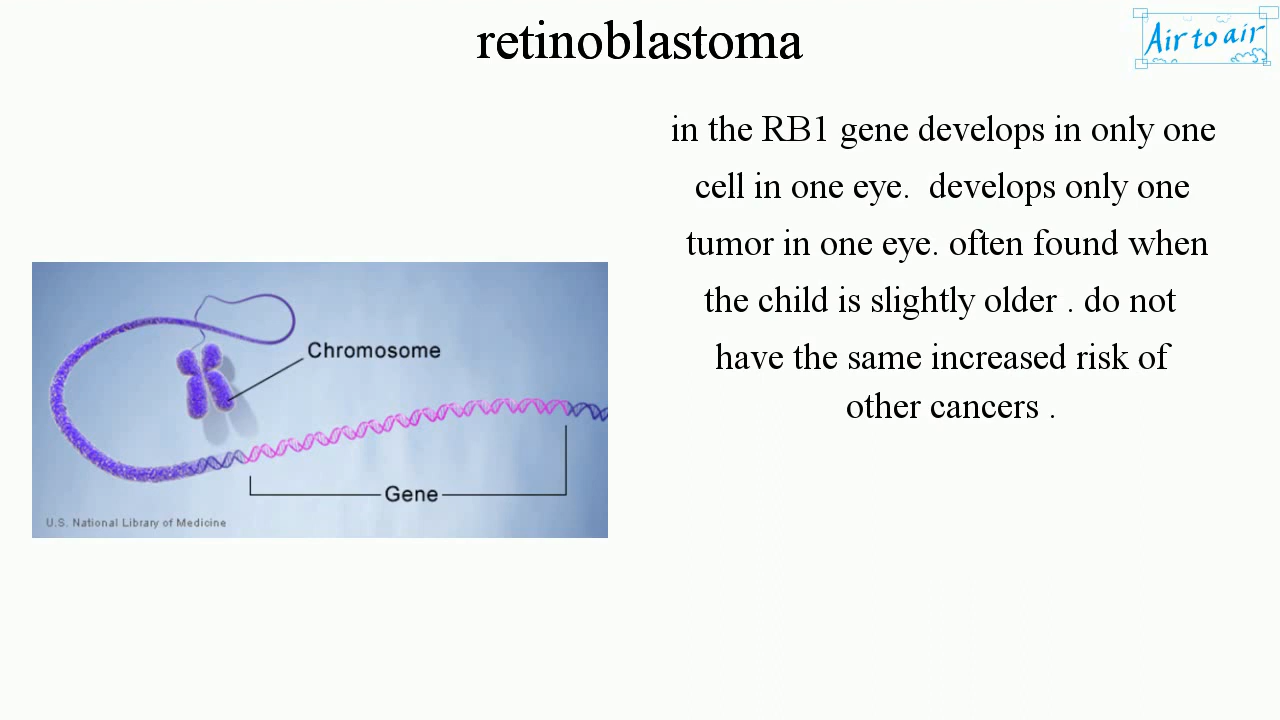 retinoblastoma
Air to air
in the RB1 gene develops in only one
cell in one eye.  develops only one
tumor in one eye. often found when
the child is slightly older . do not
have the same increased risk of
other cancers .
Chromosome
Gene
U.S. National Library of Medicine